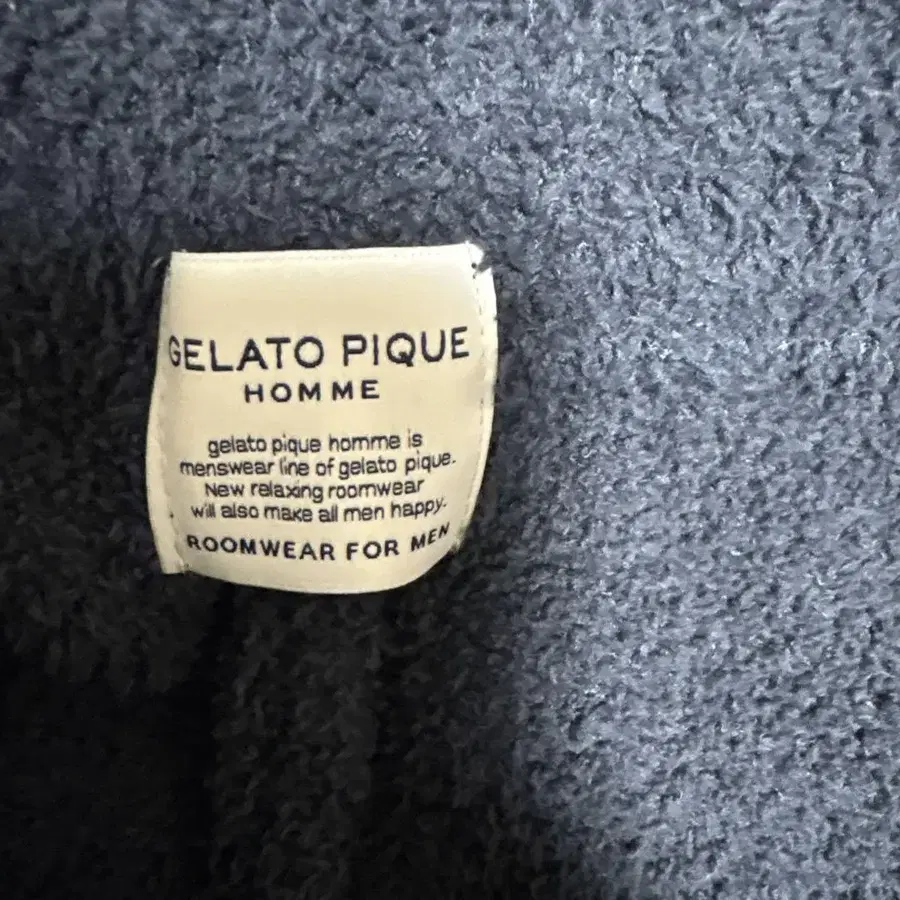 GELATO PIQUE
HOMME
gelato pique homme is
menswear line of gelato pique.
New relaxing roomwear
will also make all men happy.
ROOMWEAR FOR MEN